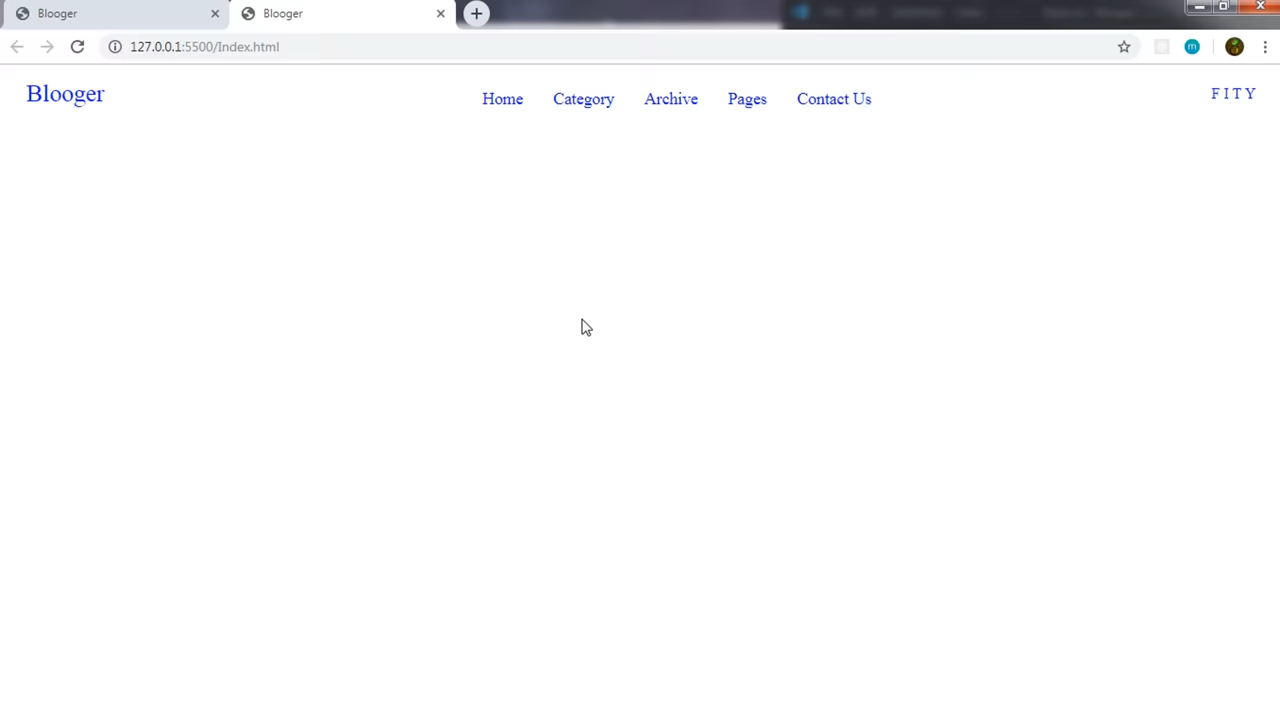 Blooger
Blooger
127.0.0.1:5500/Index.html
m
Blooger
Home Category Archive Pages Contact Us
F I T Y